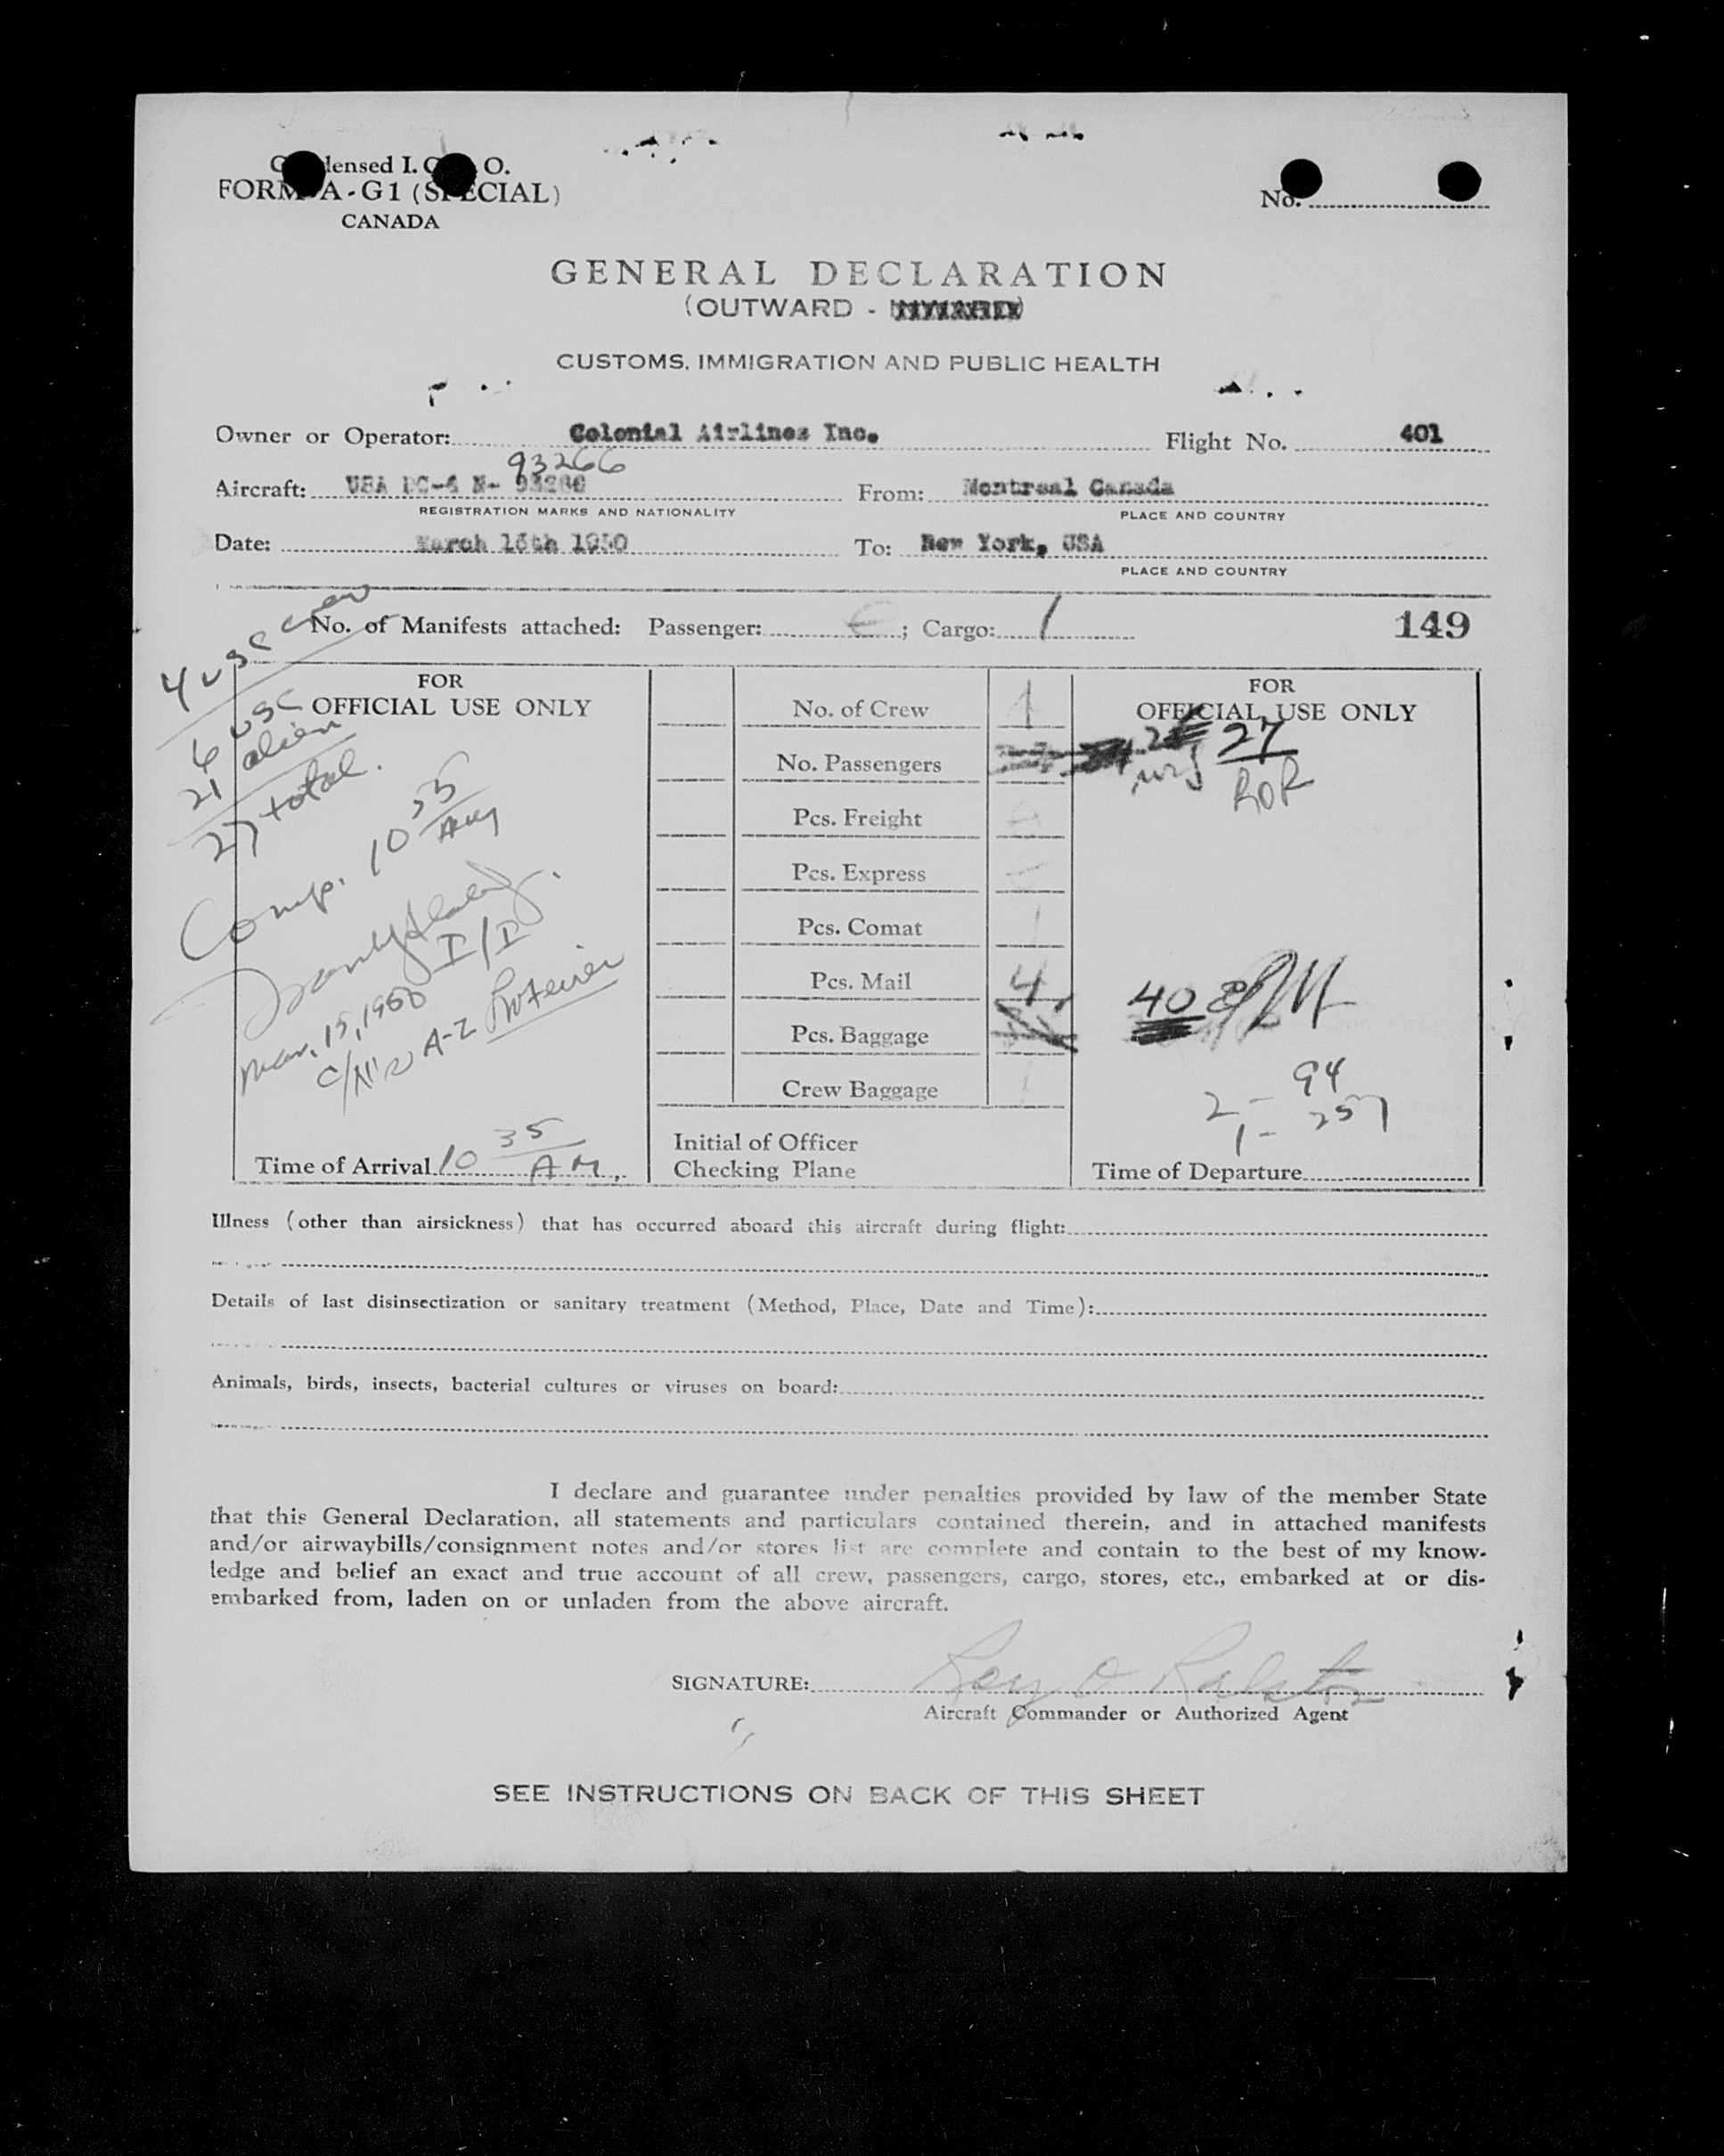 Condensed I. C. A. O.
FORM A-G1 (SPECIAL)
CANADA
No.
GENERAL DECLARATION
(OUTWARD -
CUSTOMS, IMMIGRATION AND PUBLIC HEALTH
Owner or Operator: Colonial Airlines Inc. Flight No. 401
93266
Aircraft: USA DC-4 N- From: Montreal Canada
REGISTRATION MARKS AND NATIONALITY PLACE AND COUNTRY
Date: March 15th 1950 To: New York, USA
PLACE AND COUNTRY
4 usc crew
No. of Manifests attached: Passenger: ; Cargo: 1 149
6 usc
21 alien
27 total.
Comp. 10 35 AM
Mar. 15, 1950
I/I
FOR
OFFICIAL USE ONLY
Time of Arrival 10 35 AM.
No. of Crew 4
No. Passengers
Pcs. Freight
Pcs. Express
Pcs. Comat 1
Pcs. Mail 4
Pcs. Baggage
Crew Baggage 1
Initial of Officer
Checking Plane
FOR
OFFICIAL USE ONLY
27
ROR
40
2 - 94
1 - 257
Time of Departure
Illness (other than airsickness) that has occurred aboard this aircraft during flight:
Details of last disinsectization or sanitary treatment (Method, Place, Date and Time):
Animals, birds, insects, bacterial cultures or viruses on board:
I declare and guarantee under penalties provided by law of the member State
that this General Declaration, all statements and particulars contained therein, and in attached manifests
and/or airwaybills/consignment notes and/or stores list are complete and contain to the best of my know-
ledge and belief an exact and true account of all crew, passengers, cargo, stores, etc., embarked at or dis-
embarked from, laden on or unladen from the above aircraft.
SIGNATURE: Roy O Ralston
Aircraft Commander or Authorized Agent
SEE INSTRUCTIONS ON BACK OF THIS SHEET